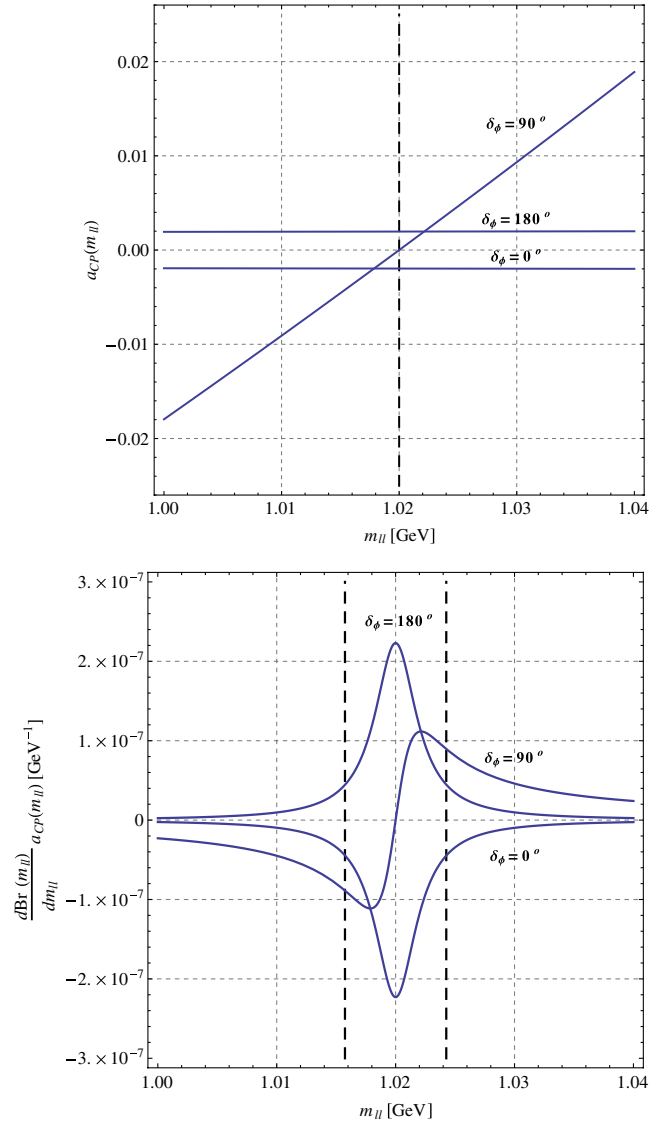 0.02
0.01
0.00
−0.01
−0.02
a_CP(m_ll)
δ_ϕ = 90 °
δ_ϕ = 180 °
δ_ϕ = 0 °
1.00 1.01 1.02 1.03 1.04
m_ll [GeV]
3. × 10^−7
2. × 10^−7
1. × 10^−7
0
−1. × 10^−7
−2. × 10^−7
−3. × 10^−7
dBr (m_ll) / dm_ll a_CP(m_ll) [GeV^−1]
δ_ϕ = 180 °
δ_ϕ = 90 °
δ_ϕ = 0 °
1.00 1.01 1.02 1.03 1.04
m_ll [GeV]